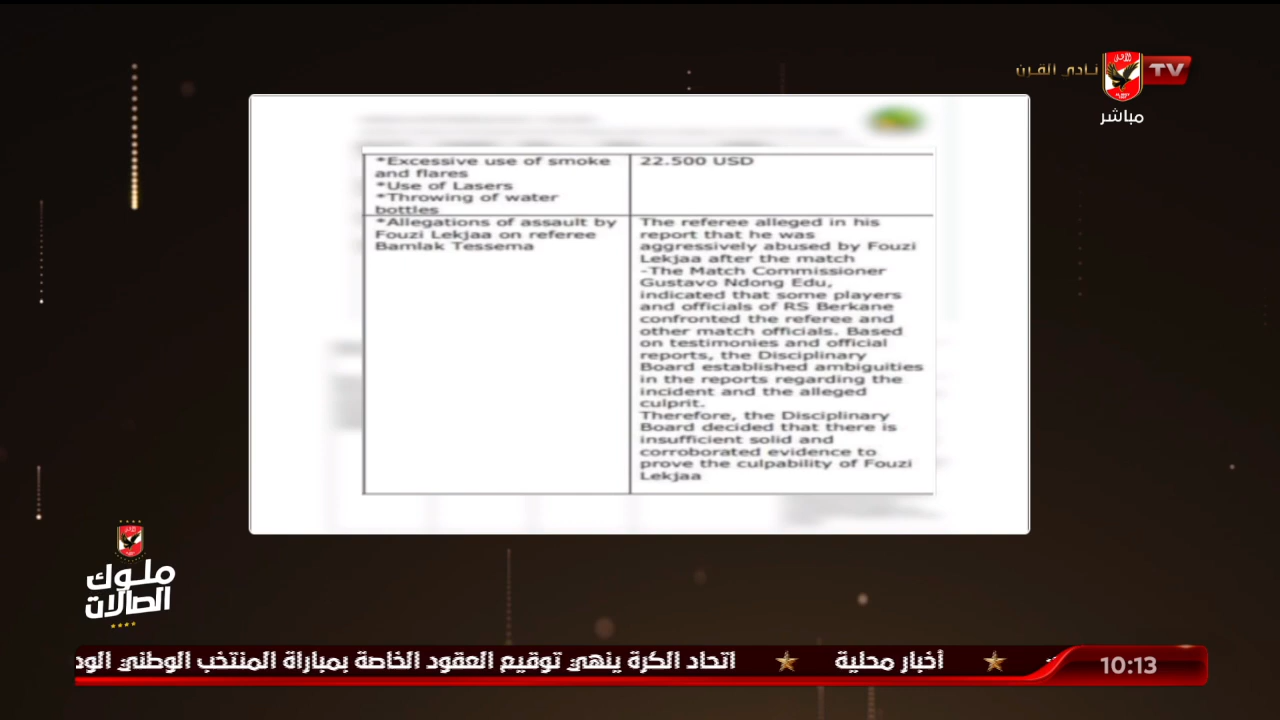 نادي القرن
TV
مباشر
*Excessive use of smoke
and flares
*Use of Lasers
*Throwing of water
bottles
22.500 USD
*Allegations of assault by
Fouzi Lekjaa on referee
Bamlak Tessema
The referee alleged in his
report that he was
aggressively abused by Fouzi
Lekjaa after the match
-The Match Commissioner
Gustavo Ndong Edu,
indicated that some players
and officials of RS Berkane
confronted the referee and
other match officials. Based
on testimonies and official
reports, the Disciplinary
Board established ambiguities
in the reports regarding the
incident and the alleged
culprit.
Therefore, the Disciplinary
Board decided that there is
insufficient solid and
corroborated evidence to
prove the culpability of Fouzi
Lekjaa
ملوك
الصالات
10:13
أخبار محلية
اتحاد الكرة ينهي توقيع العقود الخاصة بمباراة المنتخب الوطني الود